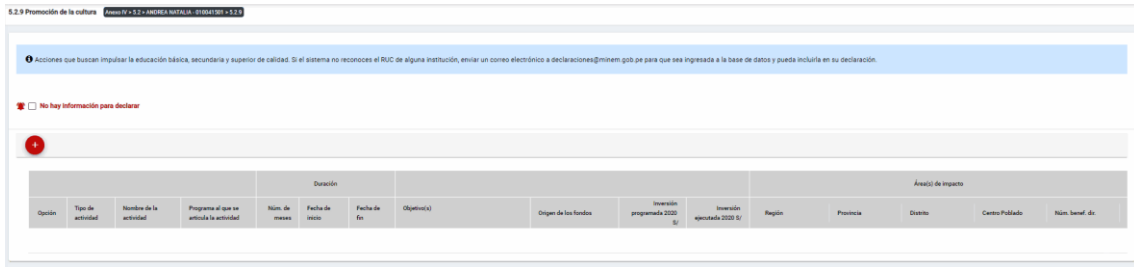 5.2.9 Promoción de la cultura Anexo IV > 5.2 > ANDREA NATALIA - 010041501 > 5.2.9
Acciones que buscan impulsar la educación básica, secundaria y superior de calidad. Si el sistema no reconoces el RUC de alguna institución, enviar un correo electrónico a declaraciones@minem.gob.pe para que sea ingresada a la base de datos y pueda incluirla en su declaración.
No hay información para declarar
+
Duración
Área(s) de impacto
Opción
Tipo de
actividad
Nombre de la
actividad
Programa al que se
articula la actividad
Núm. de
meses
Fecha de
inicio
Fecha de
fin
Objetivo(s)
Origen de los fondos
Inversión
programada 2020
S/
Inversión
ejecutada 2020 S/
Región
Provincia
Distrito
Centro Poblado
Núm. benef. dir.